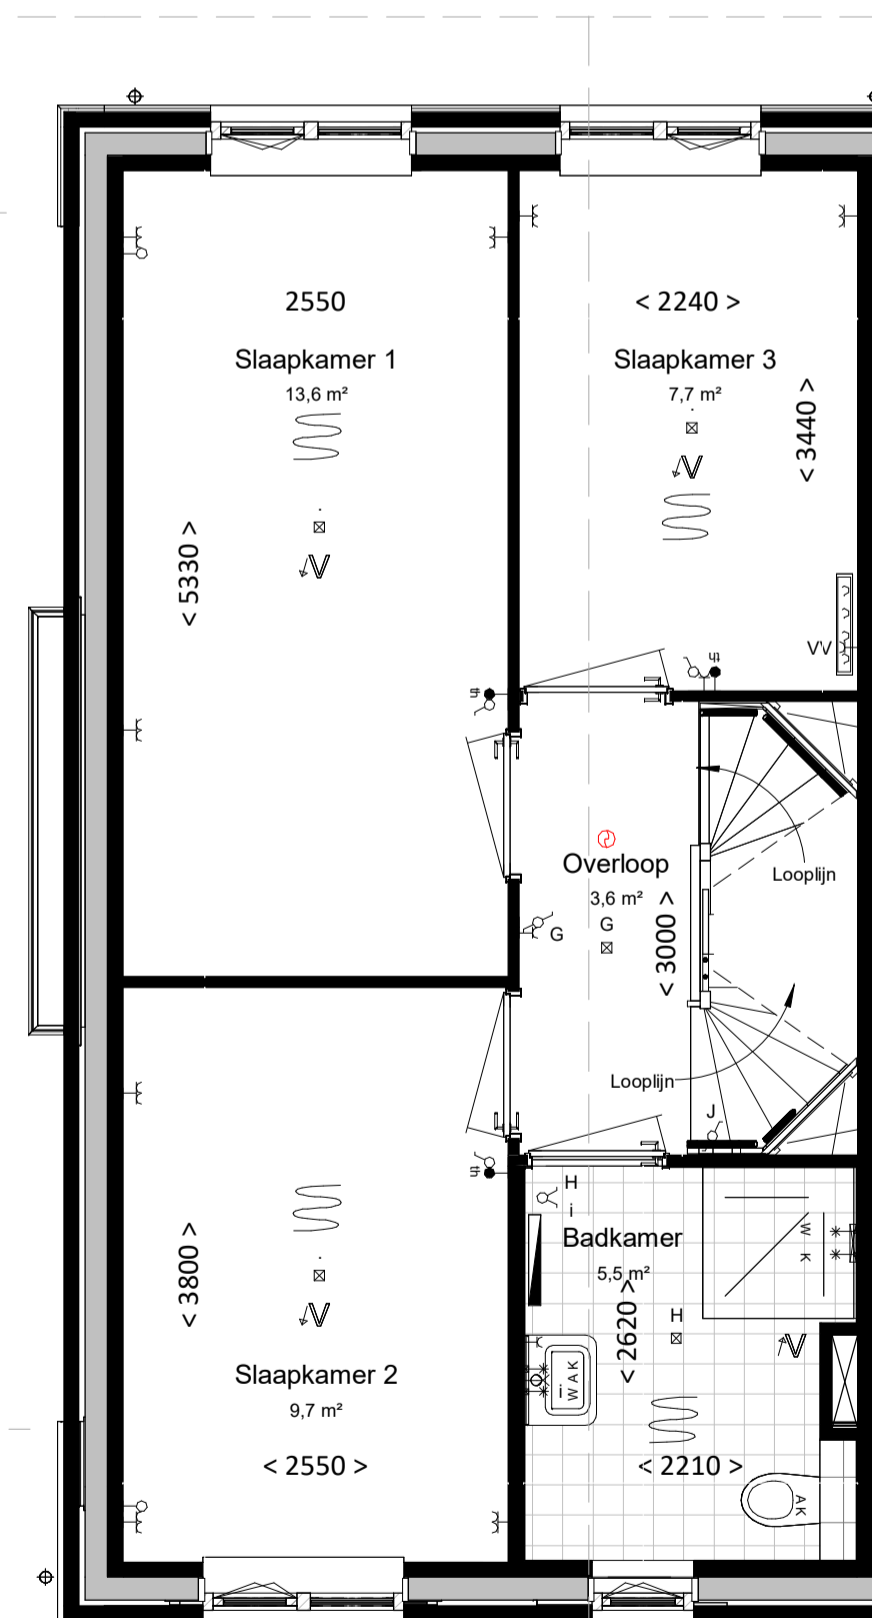 2550
< 2240 >
Slaapkamer 1
13,6 m²
Slaapkamer 3
7,7 m²
< 3440 >
V
V
< 5330 >
VV
Overloop
3,6 m²
G
G
< 3000 >
Looplijn
Looplijn
J
H
i
Badkamer
5,5 m²
W K
< 2620 >
H
V
< 3800 >
V
Slaapkamer 2
9,7 m²
i
WAK
< 2550 >
< 2210 >
AK